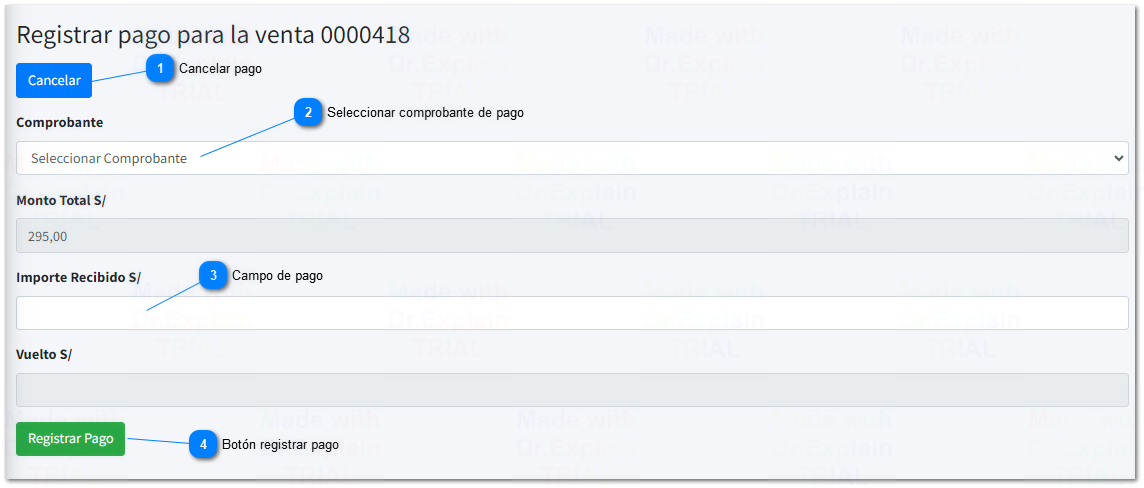 Registrar pago para la venta 0000418
Cancelar
1 Cancelar pago
2 Seleccionar comprobante de pago
Comprobante
Seleccionar Comprobante
Monto Total S/
295,00
3 Campo de pago
Importe Recibido S/
Vuelto S/
Registrar Pago
4 Botón registrar pago
Made with
Dr.Explain
TRIAL